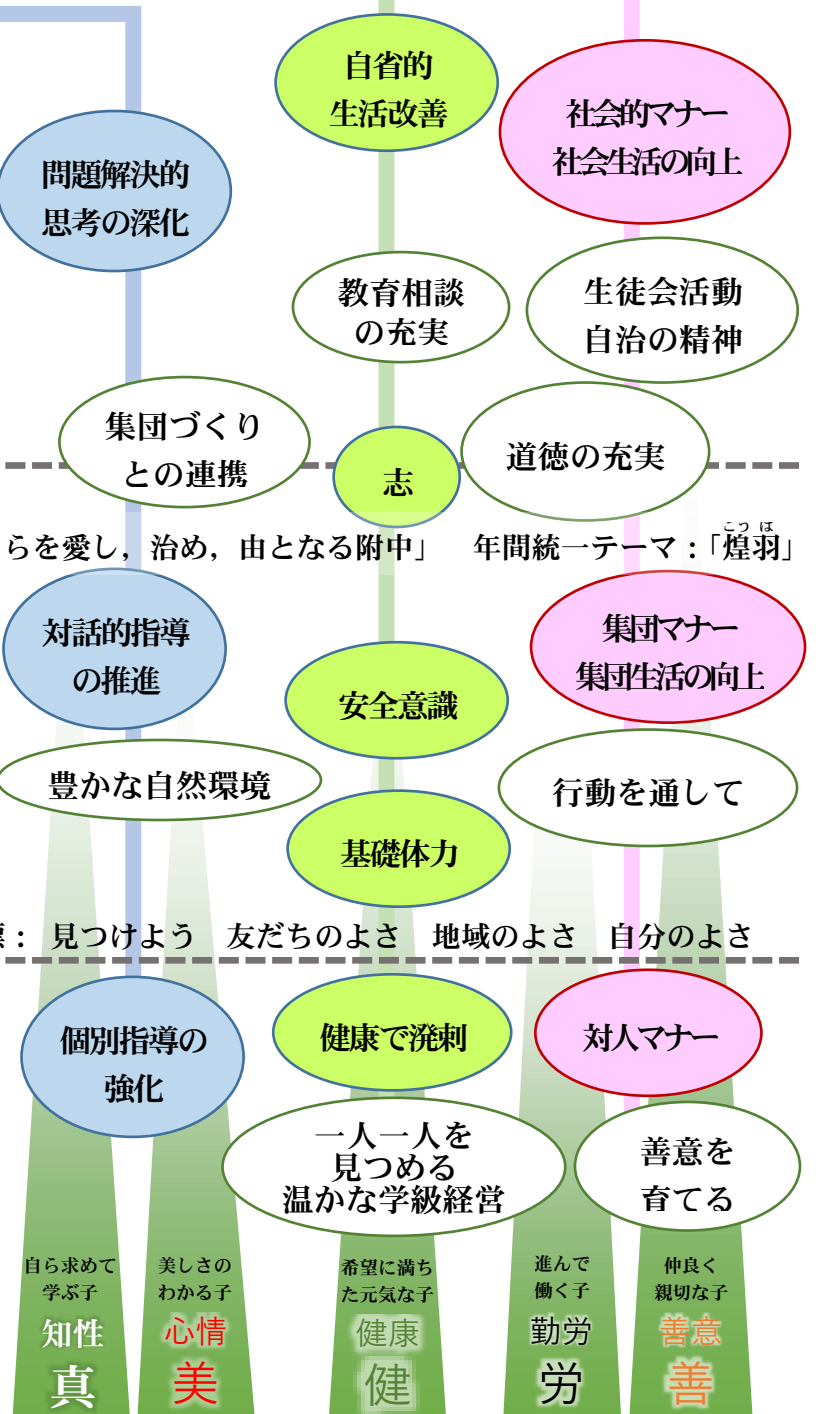 自省的
生活改善
社会的マナー
社会生活の向上
問題解決的
思考の深化
教育相談
の充実
生徒会活動
自治の精神
集団づくり
との連携
志
道徳の充実
らを愛し，治め，由となる附中」　年間統一テーマ：「煌羽」
こつ は
対話的指導
の推進
集団マナー
集団生活の向上
安全意識
豊かな自然環境
行動を通して
基礎体力
：　見つけよう　友だちのよさ　地域のよさ　自分のよさ
個別指導の
強化
健康で溌剌
対人マナー
一人一人を
見つめる
温かな学級経営
善意を
育てる
自ら求めて
学ぶ子
知性
真
美しさの
わかる子
心情
美
希望に満ち
た元気な子
健康
健
進んで
働く子
勤労
労
仲良く
親切な子
善意
善